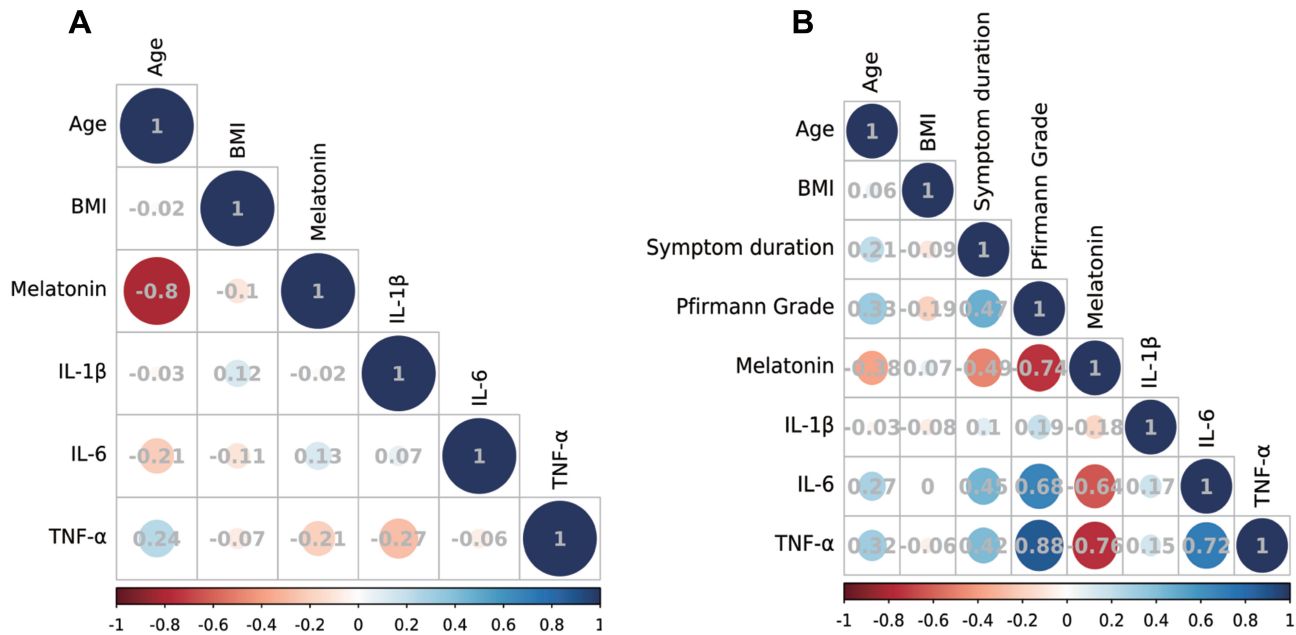 A
Age
Age 1
BMI
BMI -0.02 1
Melatonin
Melatonin -0.8 -0.1 1
IL-1β
IL-1β -0.03 0.12 -0.02 1
IL-6
IL-6 -0.21 -0.11 0.13 0.07 1
TNF-α
TNF-α 0.24 -0.07 -0.21 -0.27 -0.06 1
-1 -0.8 -0.6 -0.4 -0.2 0 0.2 0.4 0.6 0.8 1
B
Age
Age 1
BMI
BMI 0.06 1
Symptom duration
Symptom duration 0.21 -0.09 1
Pfirmann Grade
Pfirmann Grade 0.33 -0.19 0.47 1
Melatonin
Melatonin -0.38 0.07 -0.49 -0.74 1
IL-1β
IL-1β -0.03 -0.08 0.1 0.19 -0.18 1
IL-6
IL-6 0.27 0 0.45 0.68 -0.64 0.17 1
TNF-α
TNF-α 0.32 -0.06 0.42 0.88 -0.76 0.15 0.72 1
-1 -0.8 -0.6 -0.4 -0.2 0 0.2 0.4 0.6 0.8 1